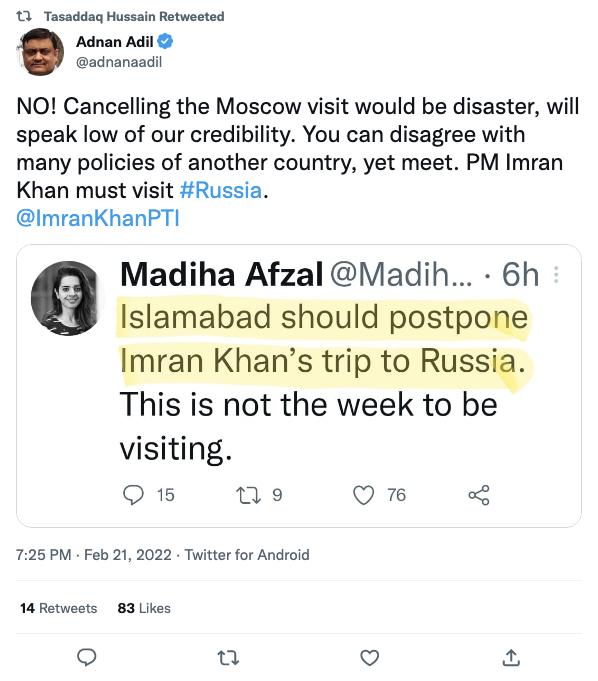 Tasaddaq Hussain Retweeted
Adnan Adil
@adnanaadil
NO! Cancelling the Moscow visit would be disaster, will
speak low of our credibility. You can disagree with
many policies of another country, yet meet. PM Imran
Khan must visit #Russia.
@ImranKhanPTI
Madiha Afzal @Madih... · 6h
Islamabad should postpone
Imran Khan’s trip to Russia.
This is not the week to be
visiting.
15 9 76
7:25 PM · Feb 21, 2022 · Twitter for Android
14 Retweets 83 Likes